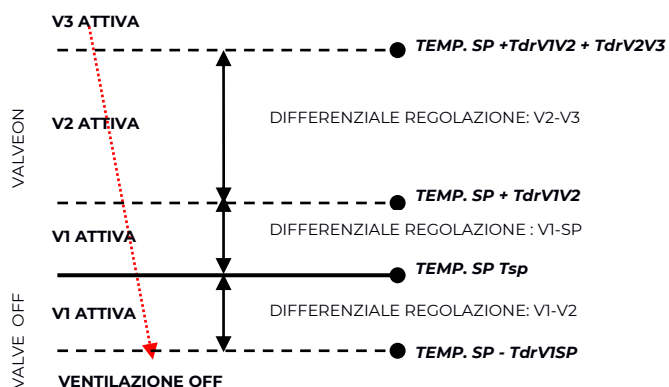 V3 ATTIVA
TEMP. SP +TdrV1V2 + TdrV2V3
VALVEON
V2 ATTIVA
DIFFERENZIALE REGOLAZIONE: V2-V3
TEMP. SP + TdrV1V2
V1 ATTIVA
DIFFERENZIALE REGOLAZIONE : V1-SP
TEMP. SP Tsp
VALVE OFF
V1 ATTIVA
DIFFERENZIALE REGOLAZIONE: V1-V2
TEMP. SP - TdrV1SP
VENTILAZIONE OFF